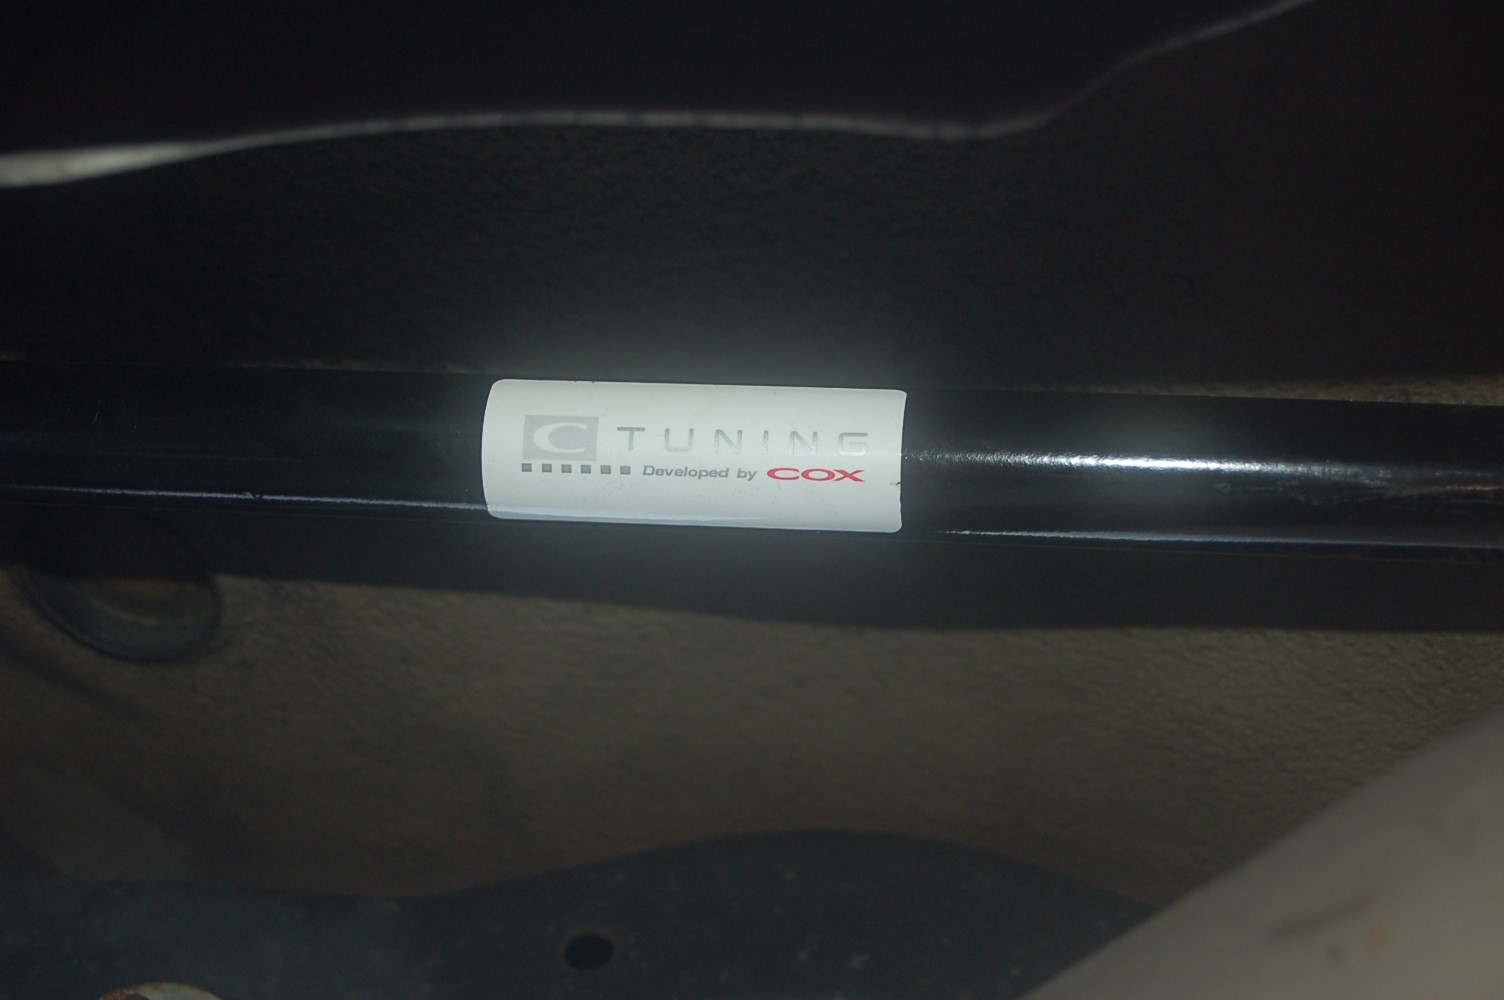 C TUNING
Developed by COX